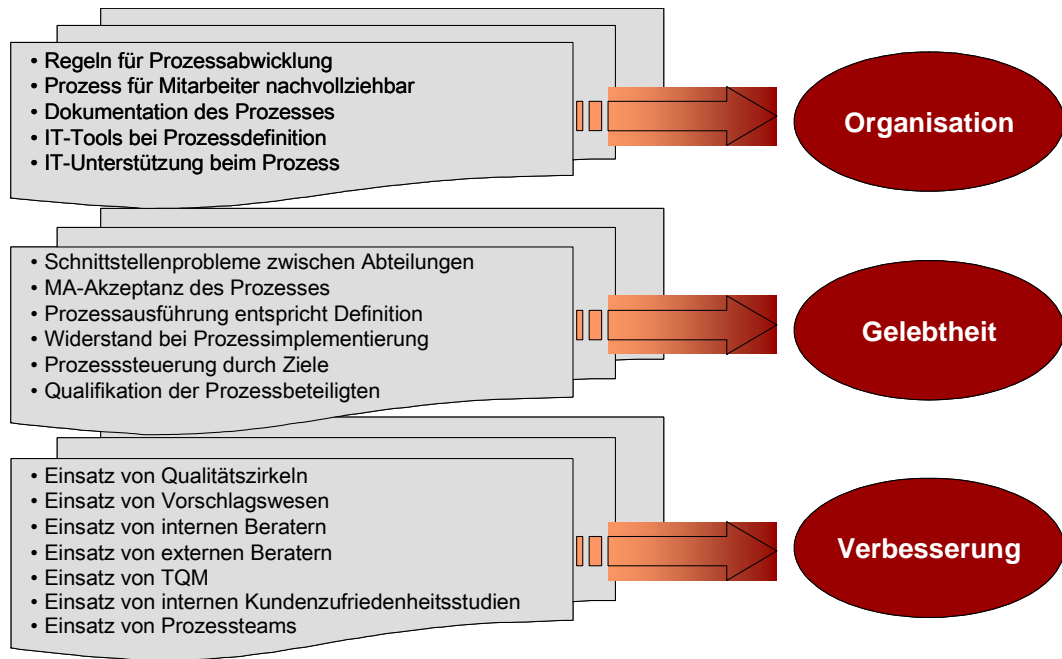 • Regeln für Prozessabwicklung
• Prozess für Mitarbeiter nachvollziehbar
• Dokumentation des Prozesses
• IT-Tools bei Prozessdefinition
• IT-Unterstützung beim Prozess
Organisation
• Schnittstellenprobleme zwischen Abteilungen
• MA-Akzeptanz des Prozesses
• Prozessausführung entspricht Definition
• Widerstand bei Prozessimplementierung
• Prozesssteuerung durch Ziele
• Qualifikation der Prozessbeteiligten
Gelebtheit
• Einsatz von Qualitätszirkeln
• Einsatz von Vorschlagswesen
• Einsatz von internen Beratern
• Einsatz von externen Beratern
• Einsatz von TQM
• Einsatz von internen Kundenzufriedenheitsstudien
• Einsatz von Prozessteams
Verbesserung